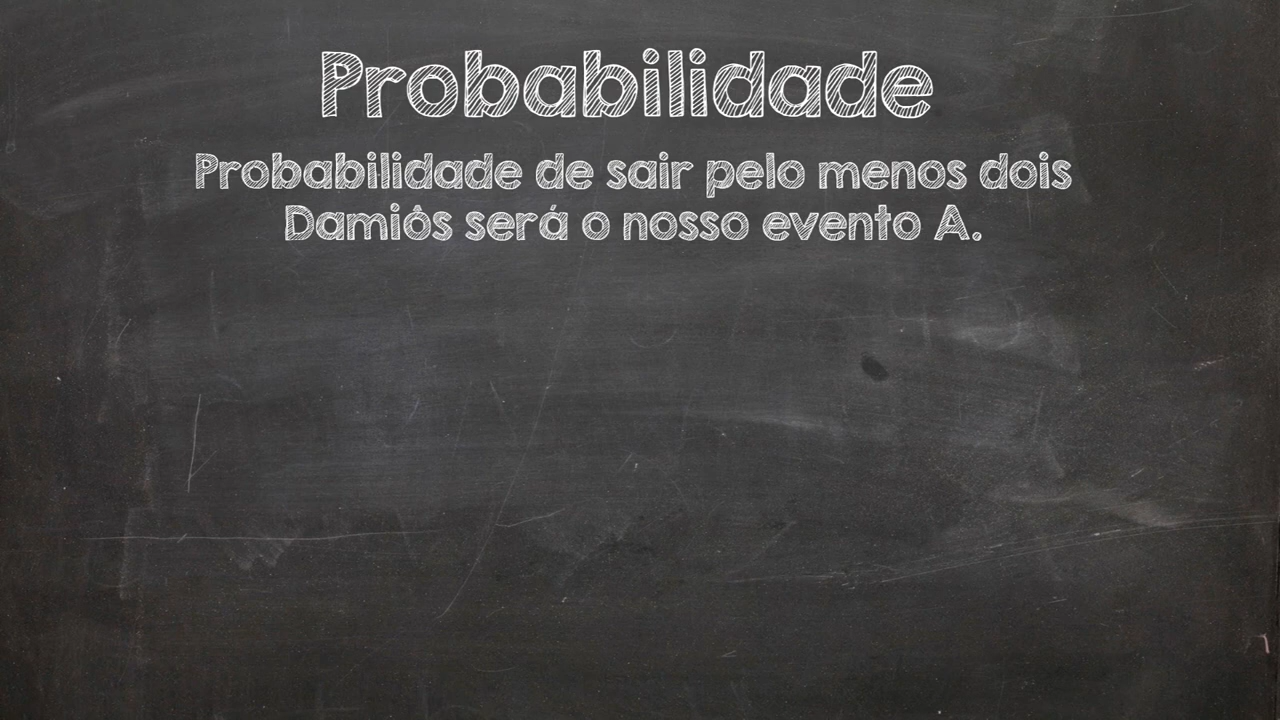 Probabilidade
Probabilidade de sair pelo menos dois
Damiôs será o nosso evento A.